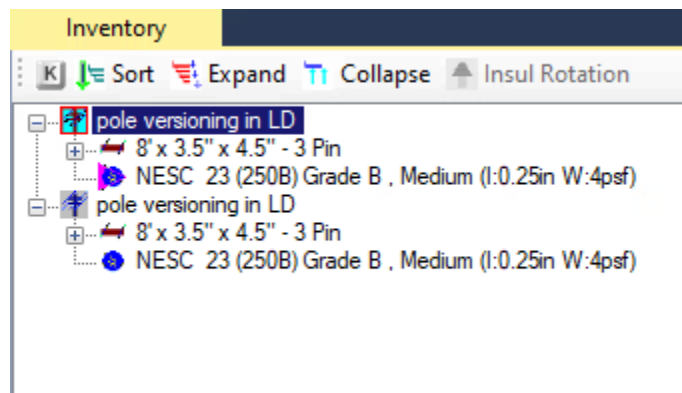 Inventory
K Sort Expand Collapse Insul Rotation
pole versioning in LD
8' x 3.5" x 4.5" - 3 Pin
NESC 23 (250B) Grade B , Medium (I:0.25in W:4psf)
pole versioning in LD
8' x 3.5" x 4.5" - 3 Pin
NESC 23 (250B) Grade B , Medium (I:0.25in W:4psf)